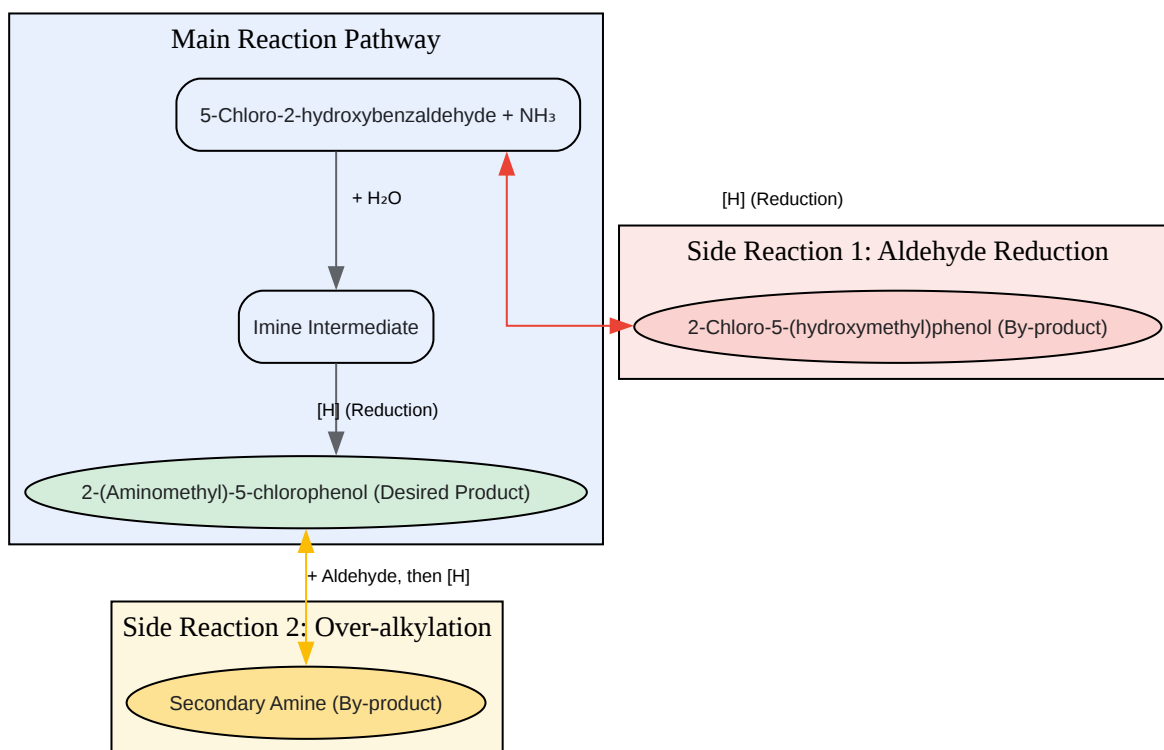 Main Reaction Pathway
5-Chloro-2-hydroxybenzaldehyde + NH₃
+ H₂O
[H] (Reduction)
Side Reaction 1: Aldehyde Reduction
2-Chloro-5-(hydroxymethyl)phenol (By-product)
Imine Intermediate
[H] (Reduction)
2-(Aminomethyl)-5-chlorophenol (Desired Product)
+ Aldehyde, then [H]
Side Reaction 2: Over-alkylation
Secondary Amine (By-product)